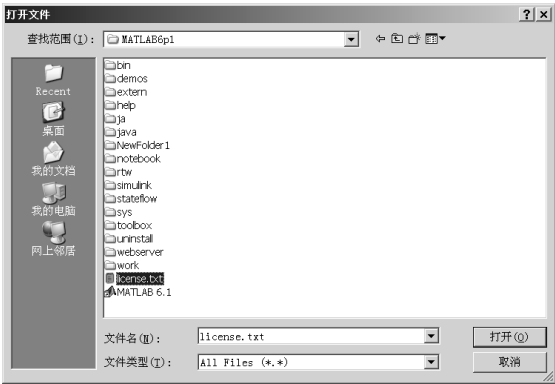 打开文件
查找范围(I): MATLAB6p1
Recent
桌面
我的文档
我的电脑
网上邻居
bin
demos
extern
help
ja
java
NewFolder1
notebook
rtw
simulink
stateflow
sys
toolbox
uninstall
webserver
work
license.txt
MATLAB 6.1
文件名(N): license.txt 打开(O)
文件类型(T): All Files (*.*) 取消